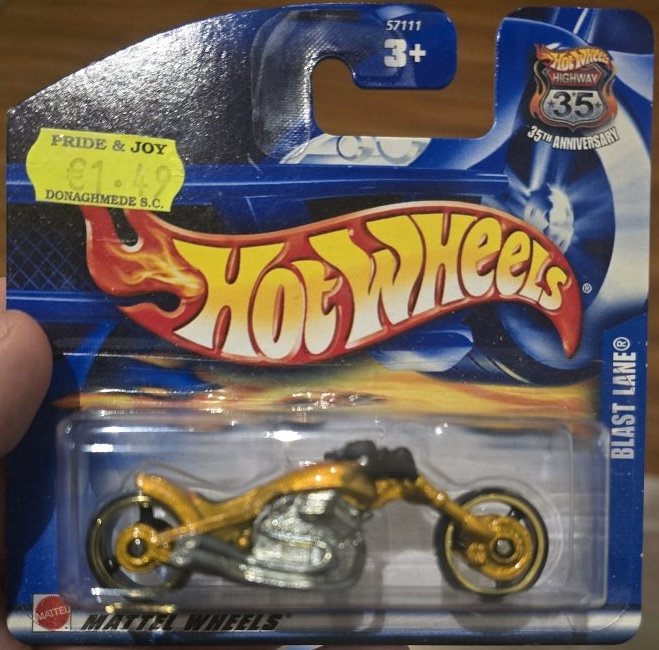 57111
3+
HOT WHEELS
HIGHWAY
35
35TH ANNIVERSARY
PRIDE & JOY
€1.49
DONAGHMEDE S.C.
HOT WHEELS®
BLAST LANE®
MATTEL
MATTEL WHEELS